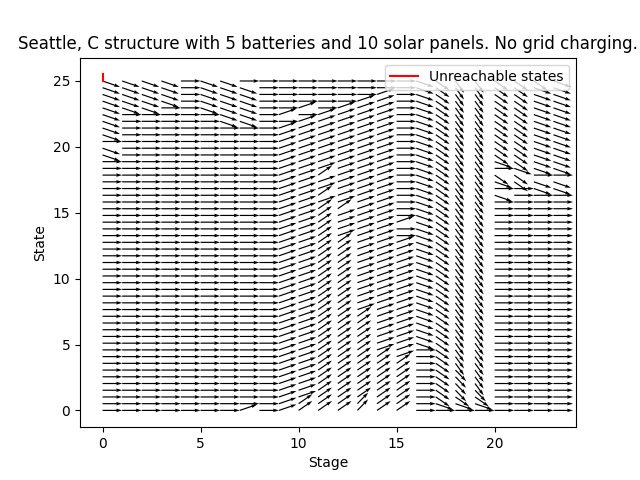 Seattle, C structure with 5 batteries and 10 solar panels. No grid charging.
Unreachable states
25
20
15
10
5
0
State
0 5 10 15 20
Stage